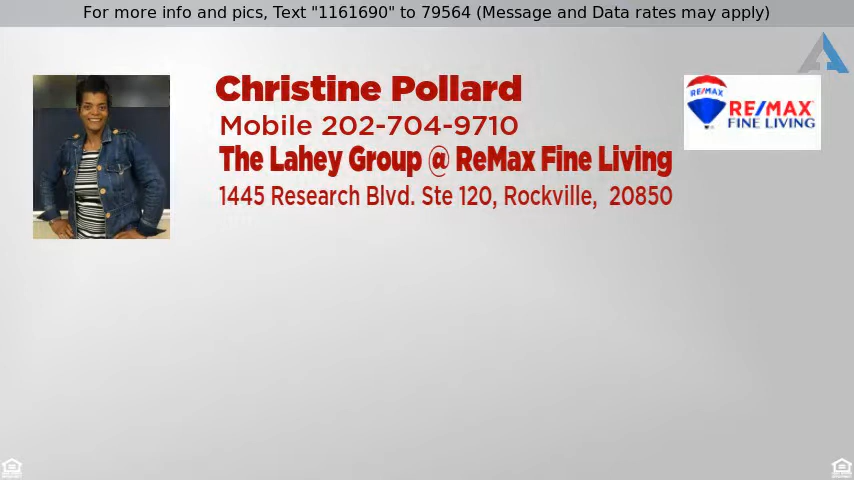 For more info and pics, Text "1161690" to 79564 (Message and Data rates may apply)
Christine Pollard
Mobile 202-704-9710
The Lahey Group @ ReMax Fine Living
1445 Research Blvd. Ste 120, Rockville, 20850
RE/MAX
RE/MAX
FINE LIVING